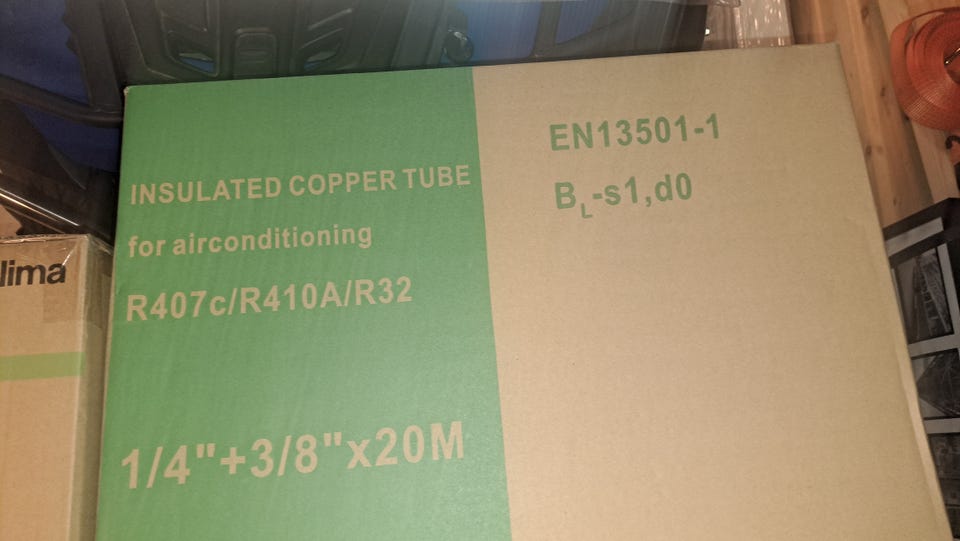 INSULATED COPPER TUBE
for airconditioning
R407c/R410A/R32
1/4"+3/8"x20M
EN13501-1
BL-s1,d0
lima